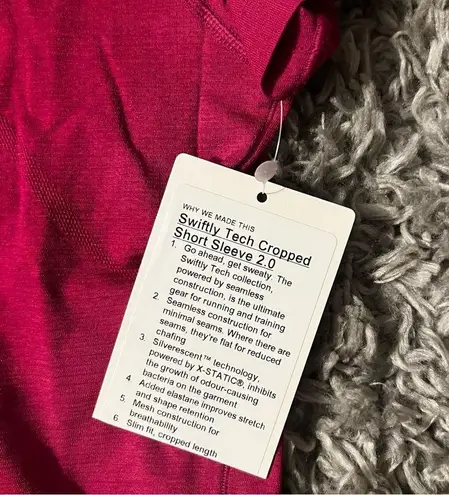 WHY WE MADE THIS
Swiftly Tech Cropped
Short Sleeve 2.0
1. Go ahead, get sweaty. The
Swiftly Tech collection,
powered by seamless
construction, is the ultimate
gear for running and training
2. Seamless construction for
minimal seams. Where there are
seams, they're flat for reduced
chafing
3. Silverescent™ technology,
powered by X-STATIC®, inhibits
the growth of odour-causing
bacteria on the garment
4. Added elastane improves stretch
and shape retention
5. Mesh construction for
breathability
6. Slim fit, cropped length